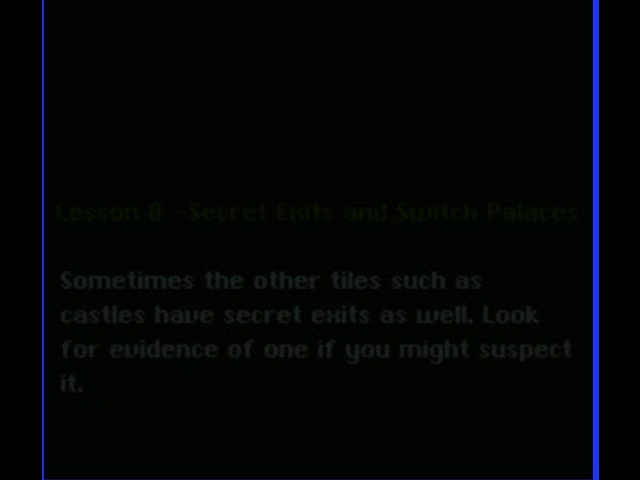 Lesson 8 -Secret Exits and Switch Palaces
Sometimes the other tiles such as
castles have secret exits as well. Look
for evidence of one if you might suspect
it.